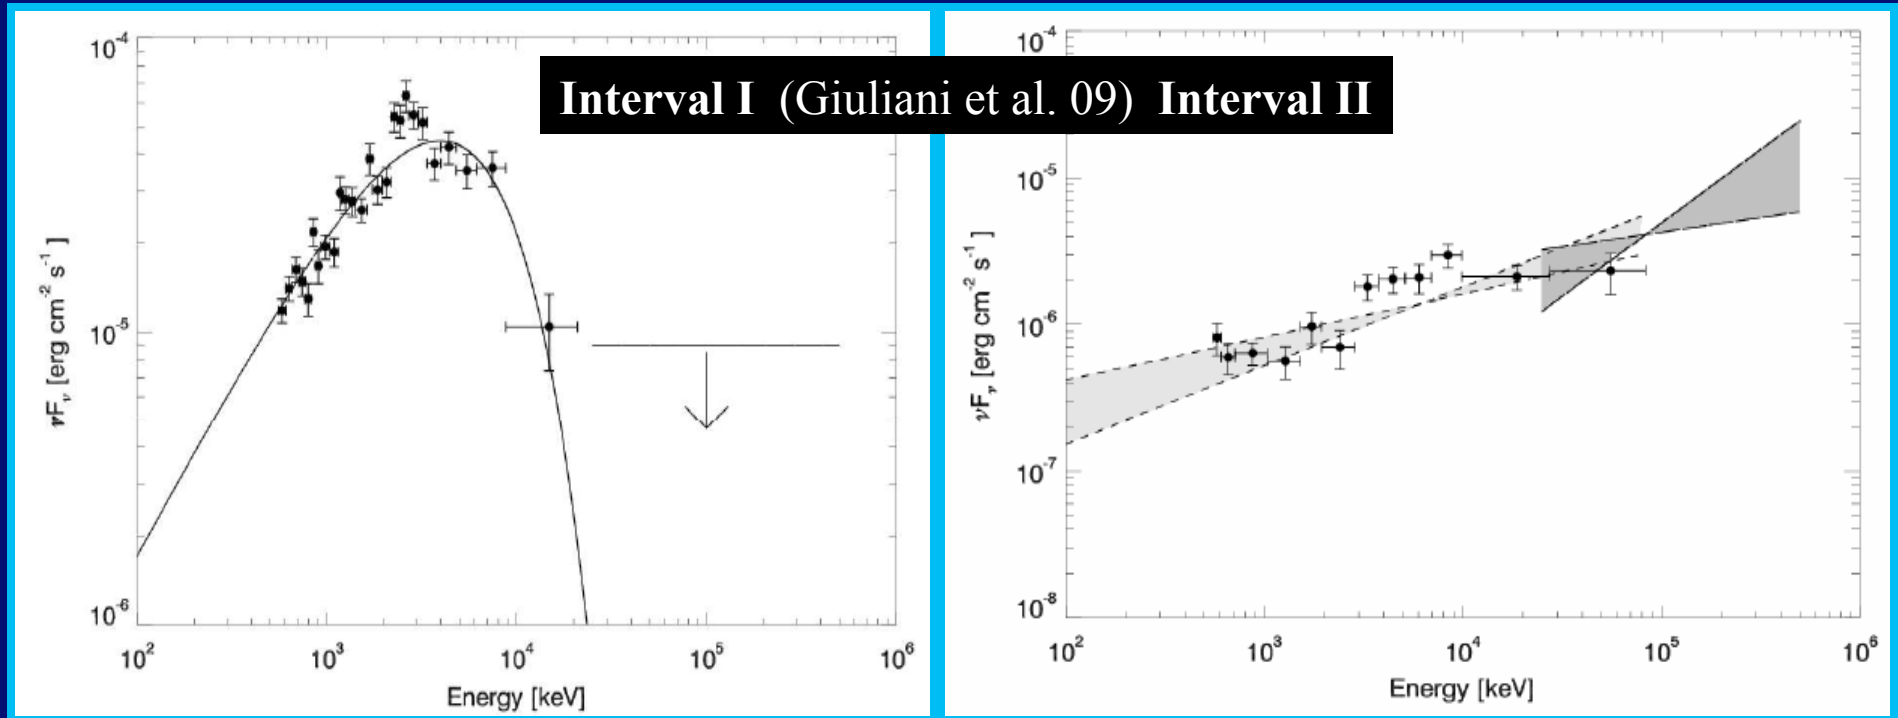 Interval I (Giuliani et al. 09) Interval II
10^-4
10^-5
10^-6
νF_ν [erg cm^-2 s^-1]
10^2 10^3 10^4 10^5 10^6
Energy [keV]
10^-4
10^-5
10^-6
10^-7
10^-8
νF_ν [erg cm^-2 s^-1]
10^2 10^3 10^4 10^5 10^6
Energy [keV]